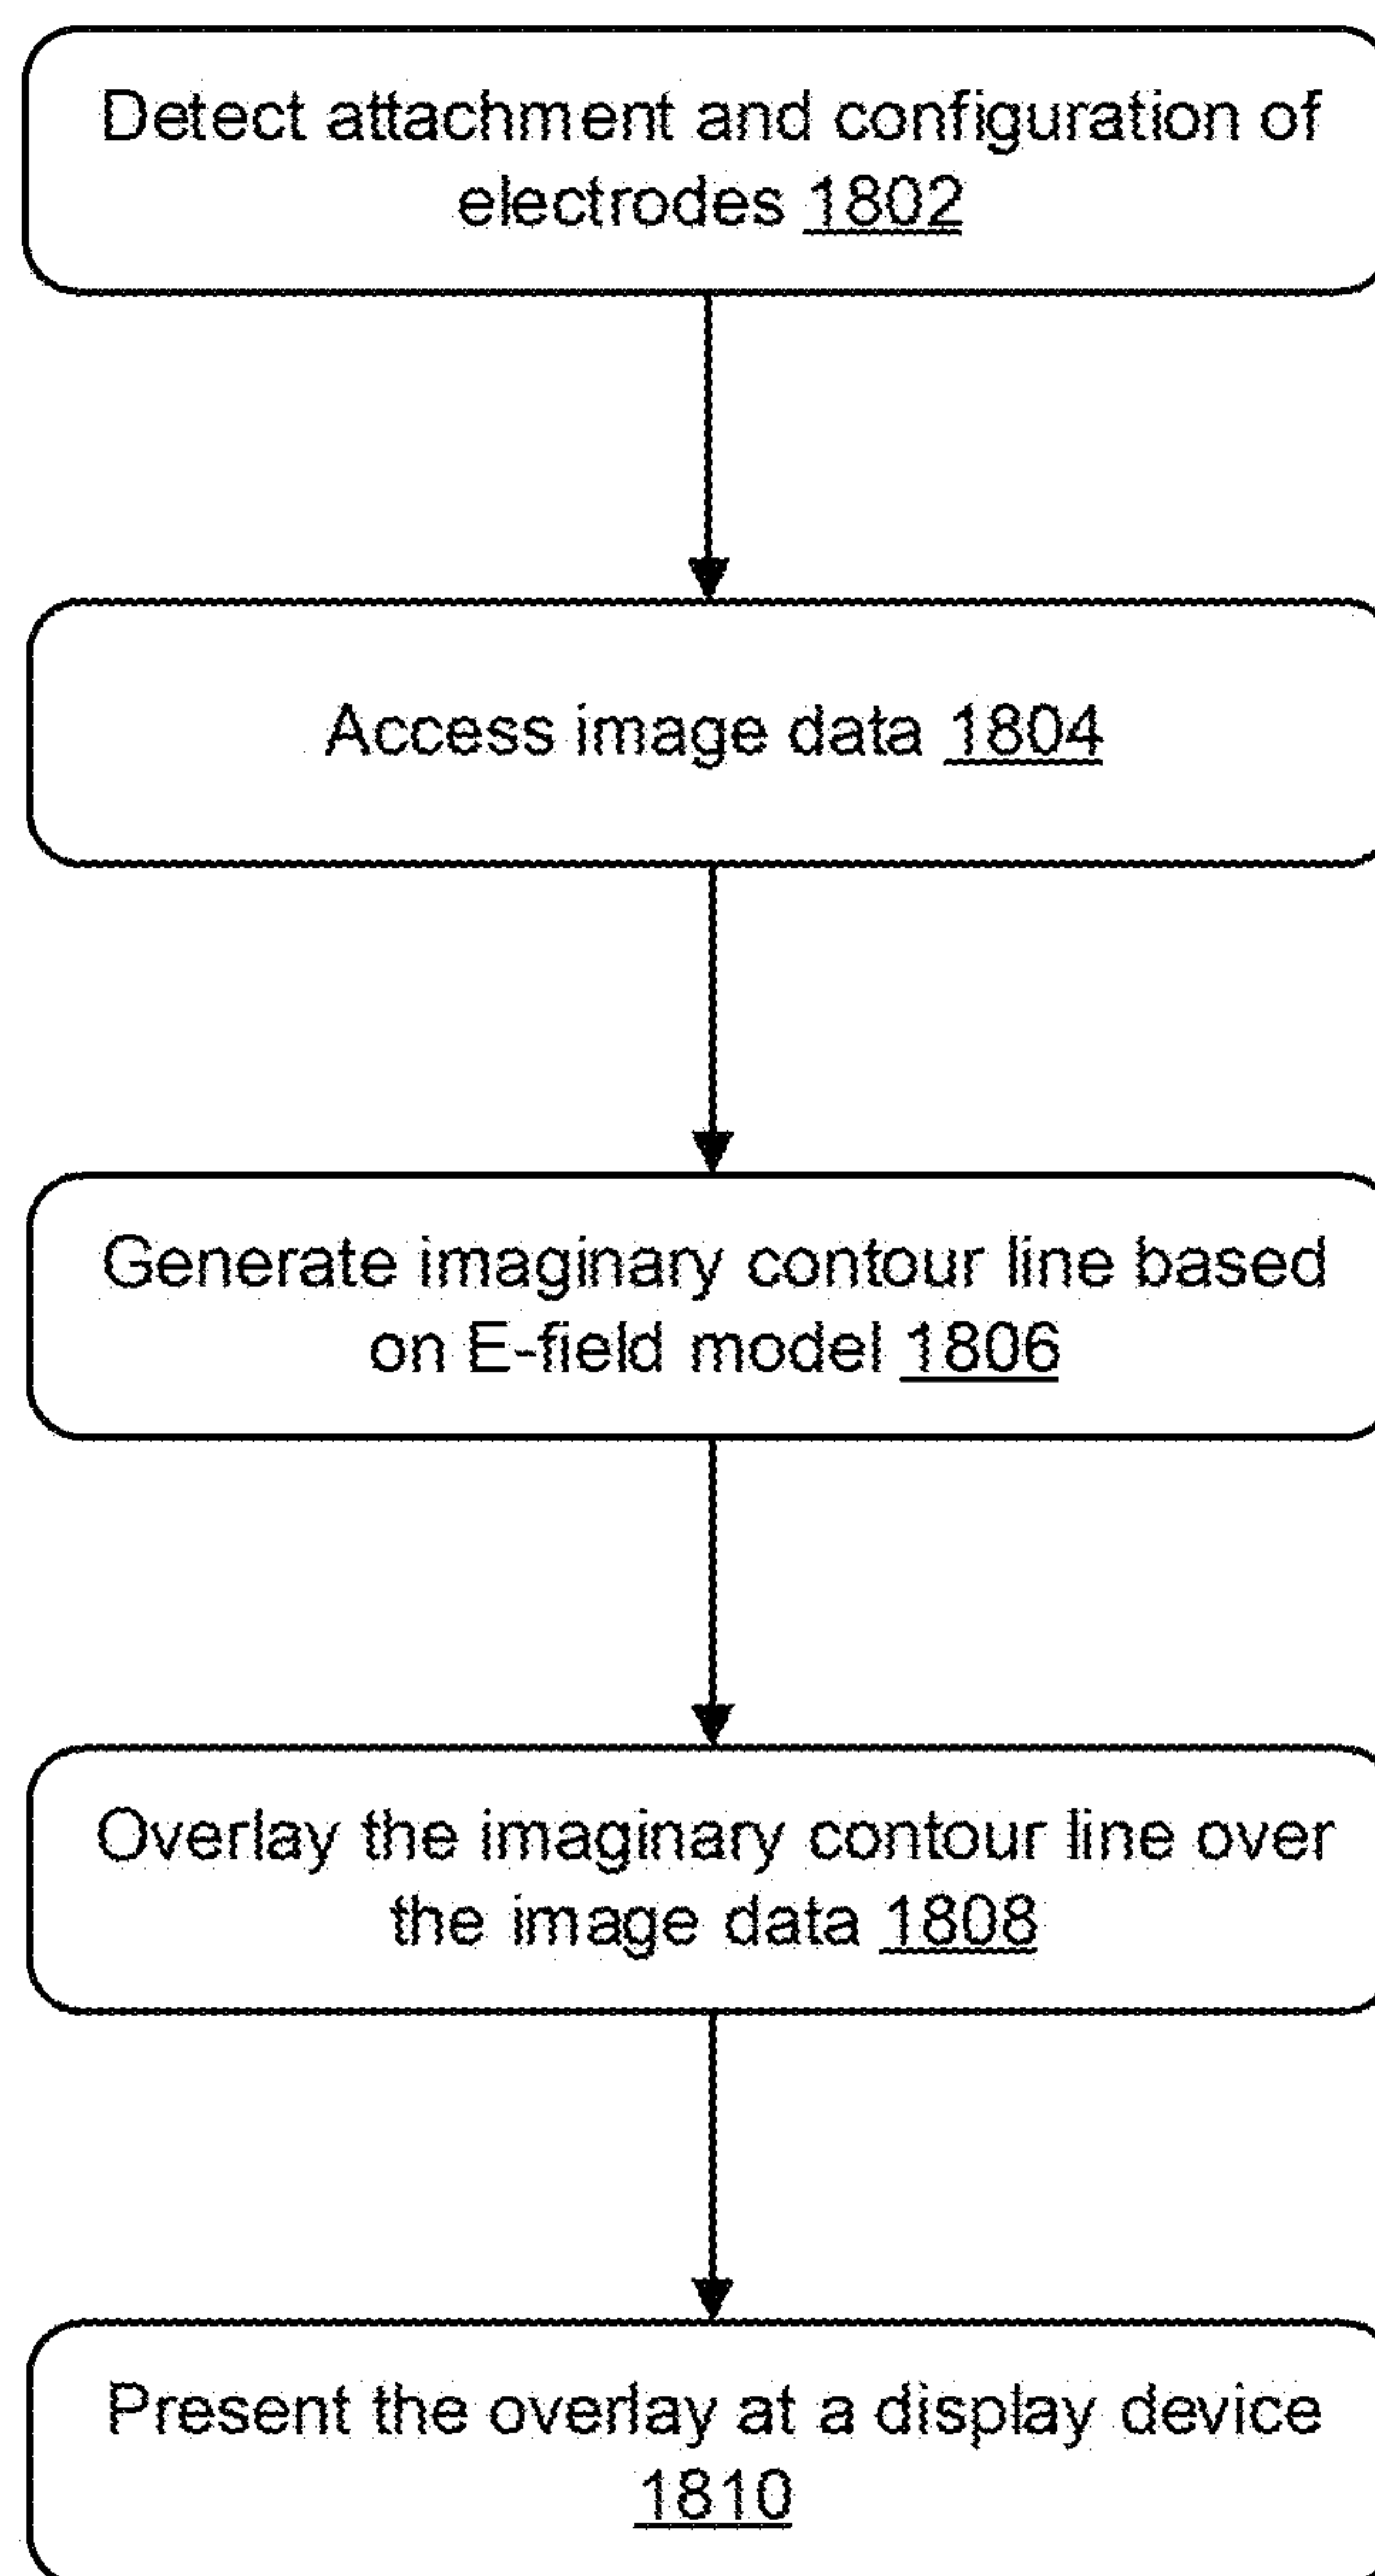 Detect attachment and configuration of
electrodes 1802
Access image data 1804
Generate imaginary contour line based
on E-field model 1806
Overlay the imaginary contour line over
the image data 1808
Present the overlay at a display device
1810